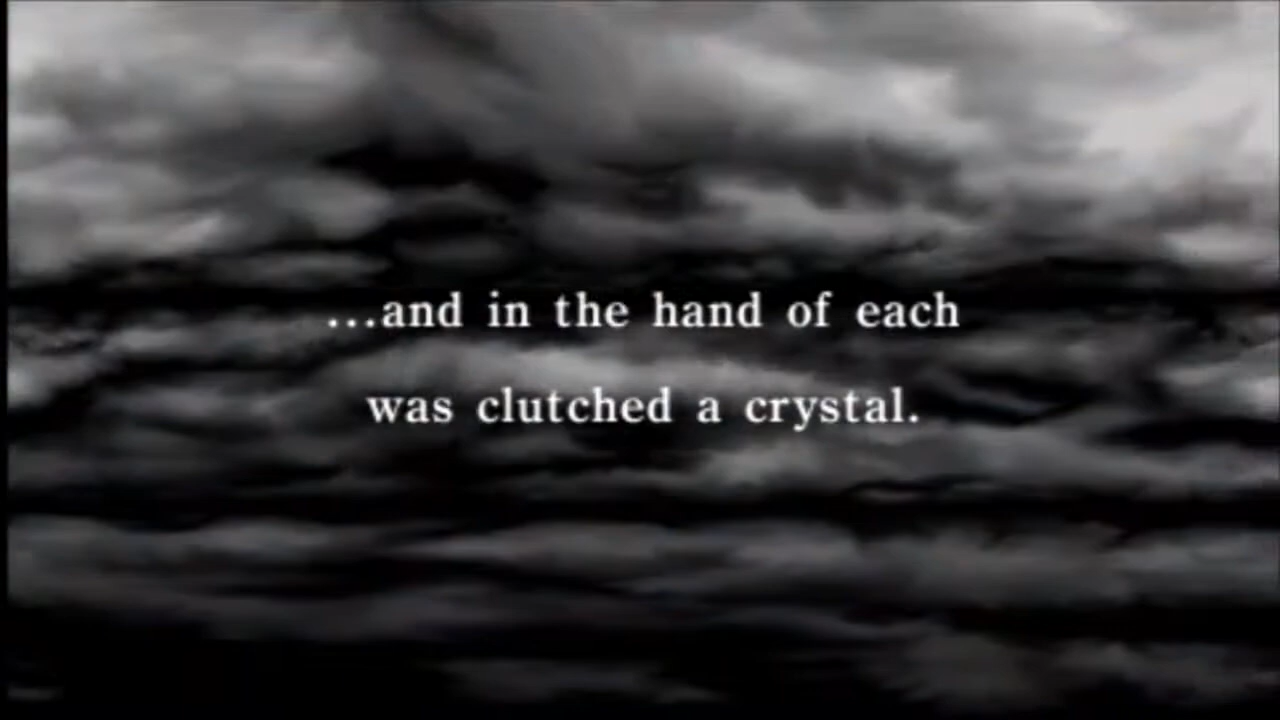 ...and in the hand of each
was clutched a crystal.